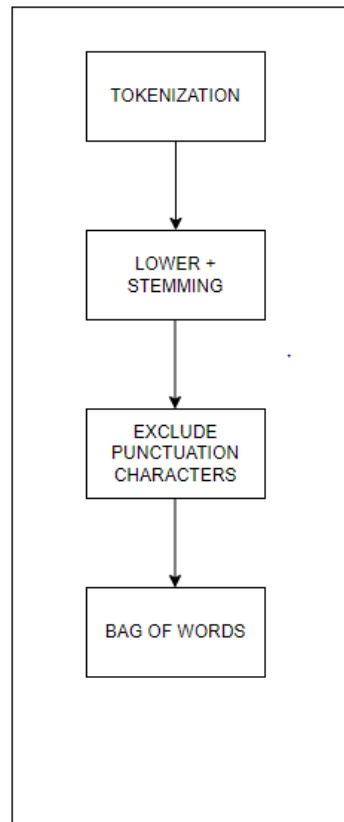 TOKENIZATION
LOWER +
STEMMING
EXCLUDE
PUNCTUATION
CHARACTERS
BAG OF WORDS